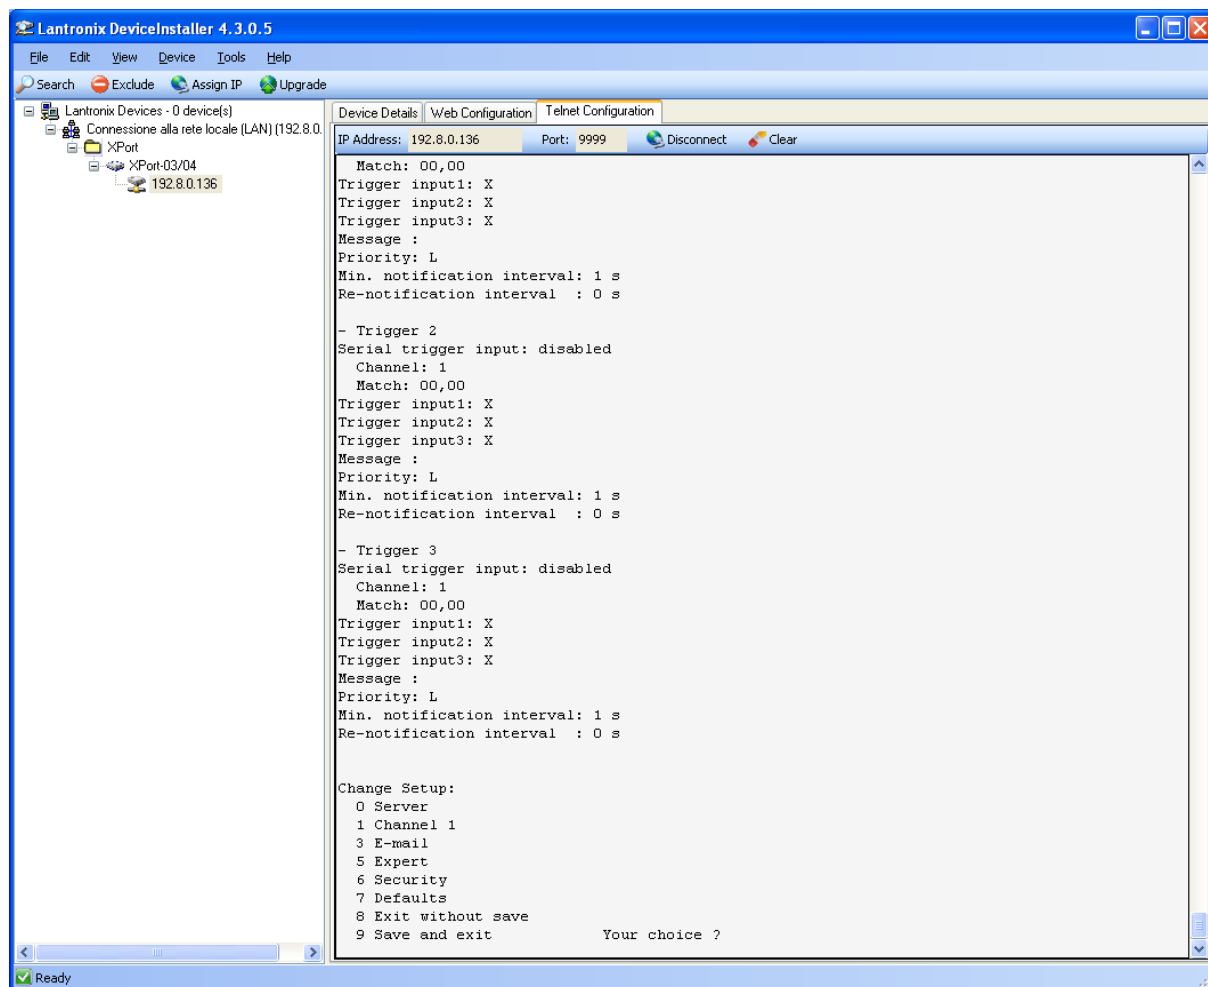 Lantronix DeviceInstaller 4.3.0.5
File Edit View Device Tools Help
Search Exclude Assign IP Upgrade
Lantronix Devices - 0 device(s)
Connessione alla rete locale (LAN) (192.8.0.
XPort
XPort-03/04
192.8.0.136
Device Details Web Configuration Telnet Configuration
IP Address: 192.8.0.136 Port: 9999 Disconnect Clear
Match: 00,00
Trigger input1: X
Trigger input2: X
Trigger input3: X
Message :
Priority: L
Min. notification interval: 1 s
Re-notification interval : 0 s
- Trigger 2
Serial trigger input: disabled
Channel: 1
Match: 00,00
Trigger input1: X
Trigger input2: X
Trigger input3: X
Message :
Priority: L
Min. notification interval: 1 s
Re-notification interval : 0 s
- Trigger 3
Serial trigger input: disabled
Channel: 1
Match: 00,00
Trigger input1: X
Trigger input2: X
Trigger input3: X
Message :
Priority: L
Min. notification interval: 1 s
Re-notification interval : 0 s
Change Setup:
0 Server
1 Channel 1
3 E-mail
5 Expert
6 Security
7 Defaults
8 Exit without save
9 Save and exit Your choice ?
Ready